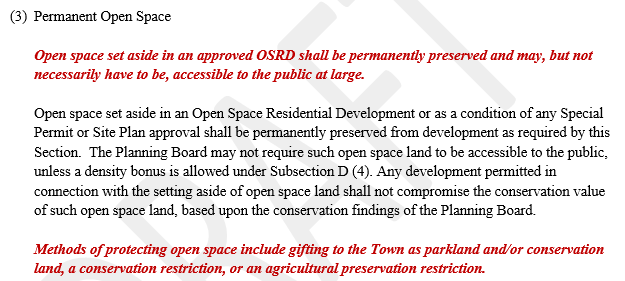 (3) Permanent Open Space
Open space set aside in an approved OSRD shall be permanently preserved and may, but not
necessarily have to be, accessible to the public at large.
Open space set aside in an Open Space Residential Development or as a condition of any Special
Permit or Site Plan approval shall be permanently preserved from development as required by this
Section.  The Planning Board may not require such open space land to be accessible to the public,
unless a density bonus is allowed under Subsection D (4). Any development permitted in
connection with the setting aside of open space land shall not compromise the conservation value
of such open space land, based upon the conservation findings of the Planning Board.
Methods of protecting open space include gifting to the Town as parkland and/or conservation
land, a conservation restriction, or an agricultural preservation restriction.
DRAFT